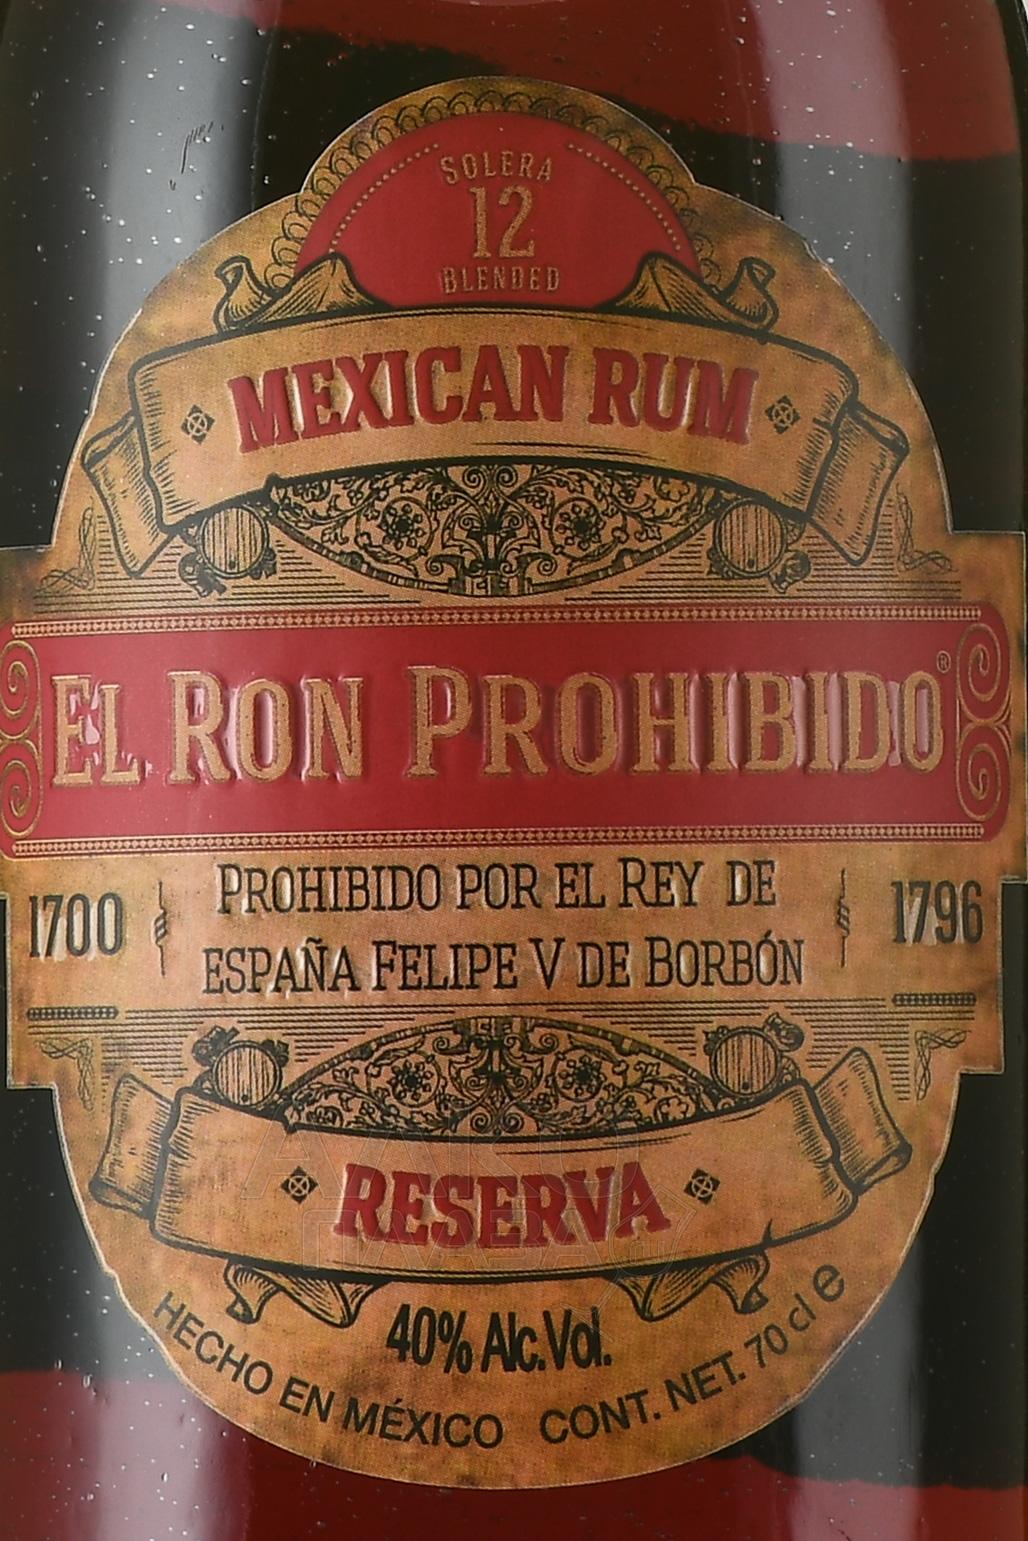 SOLERA
12
BLENDED
MEXICAN RUM
EL RON PROHIBIDO®
1700
PROHIBIDO POR EL REY DE
ESPAÑA FELIPE V DE BORBÓN
1796
RESERVA
40% Alc.Vol.
HECHO EN MÉXICO CONT. NET. 70 cl e